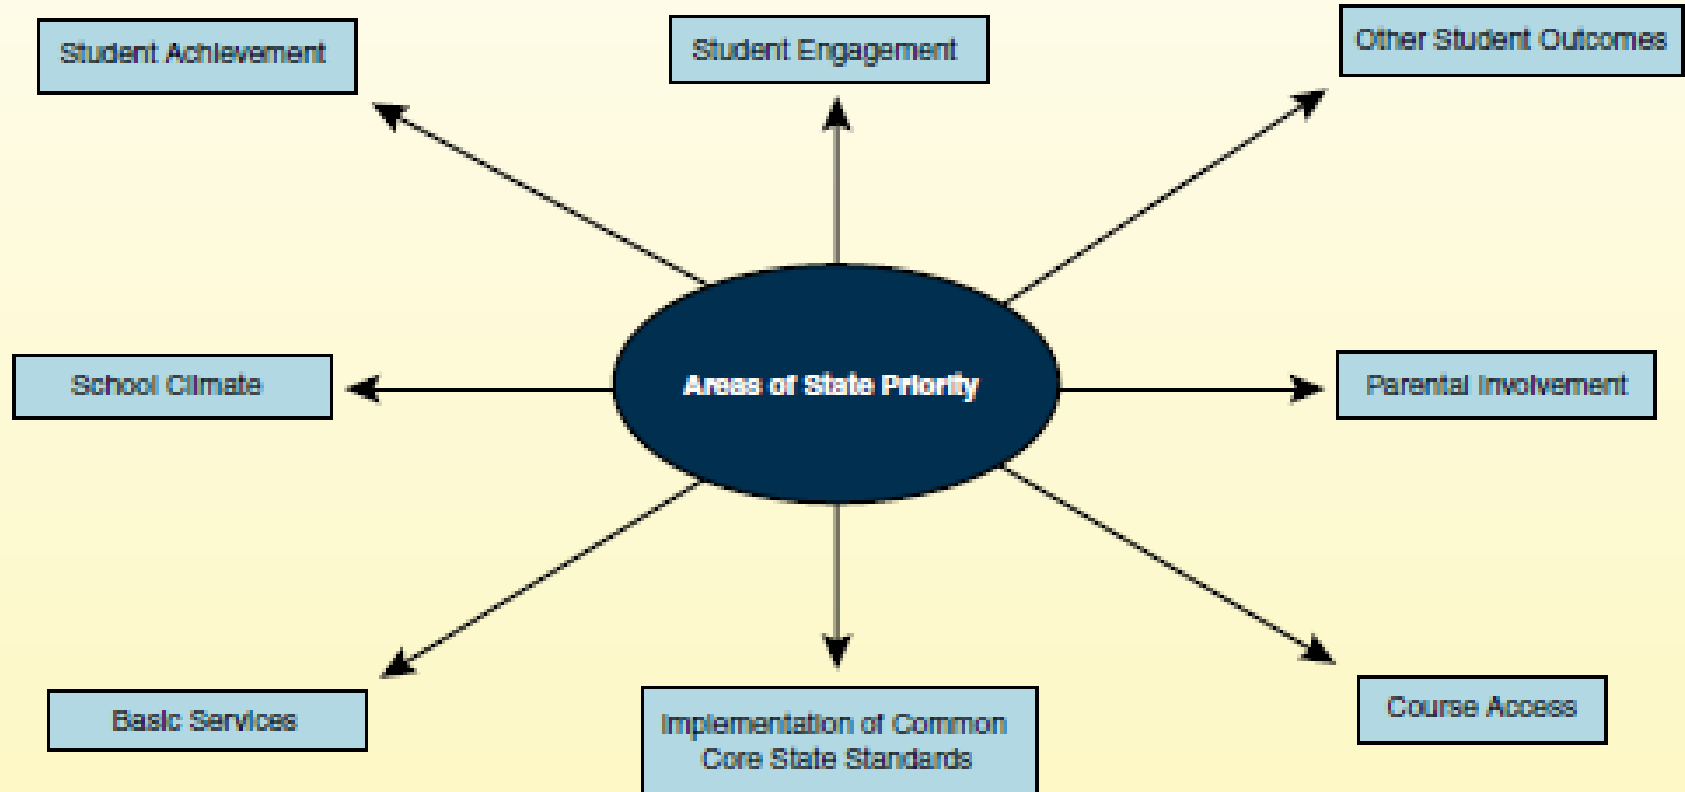 Student Achievement
Student Engagement
Other Student Outcomes
School Climate
Areas of State Priority
Parental Involvement
Basic Services
Implementation of Common
Core State Standards
Course Access